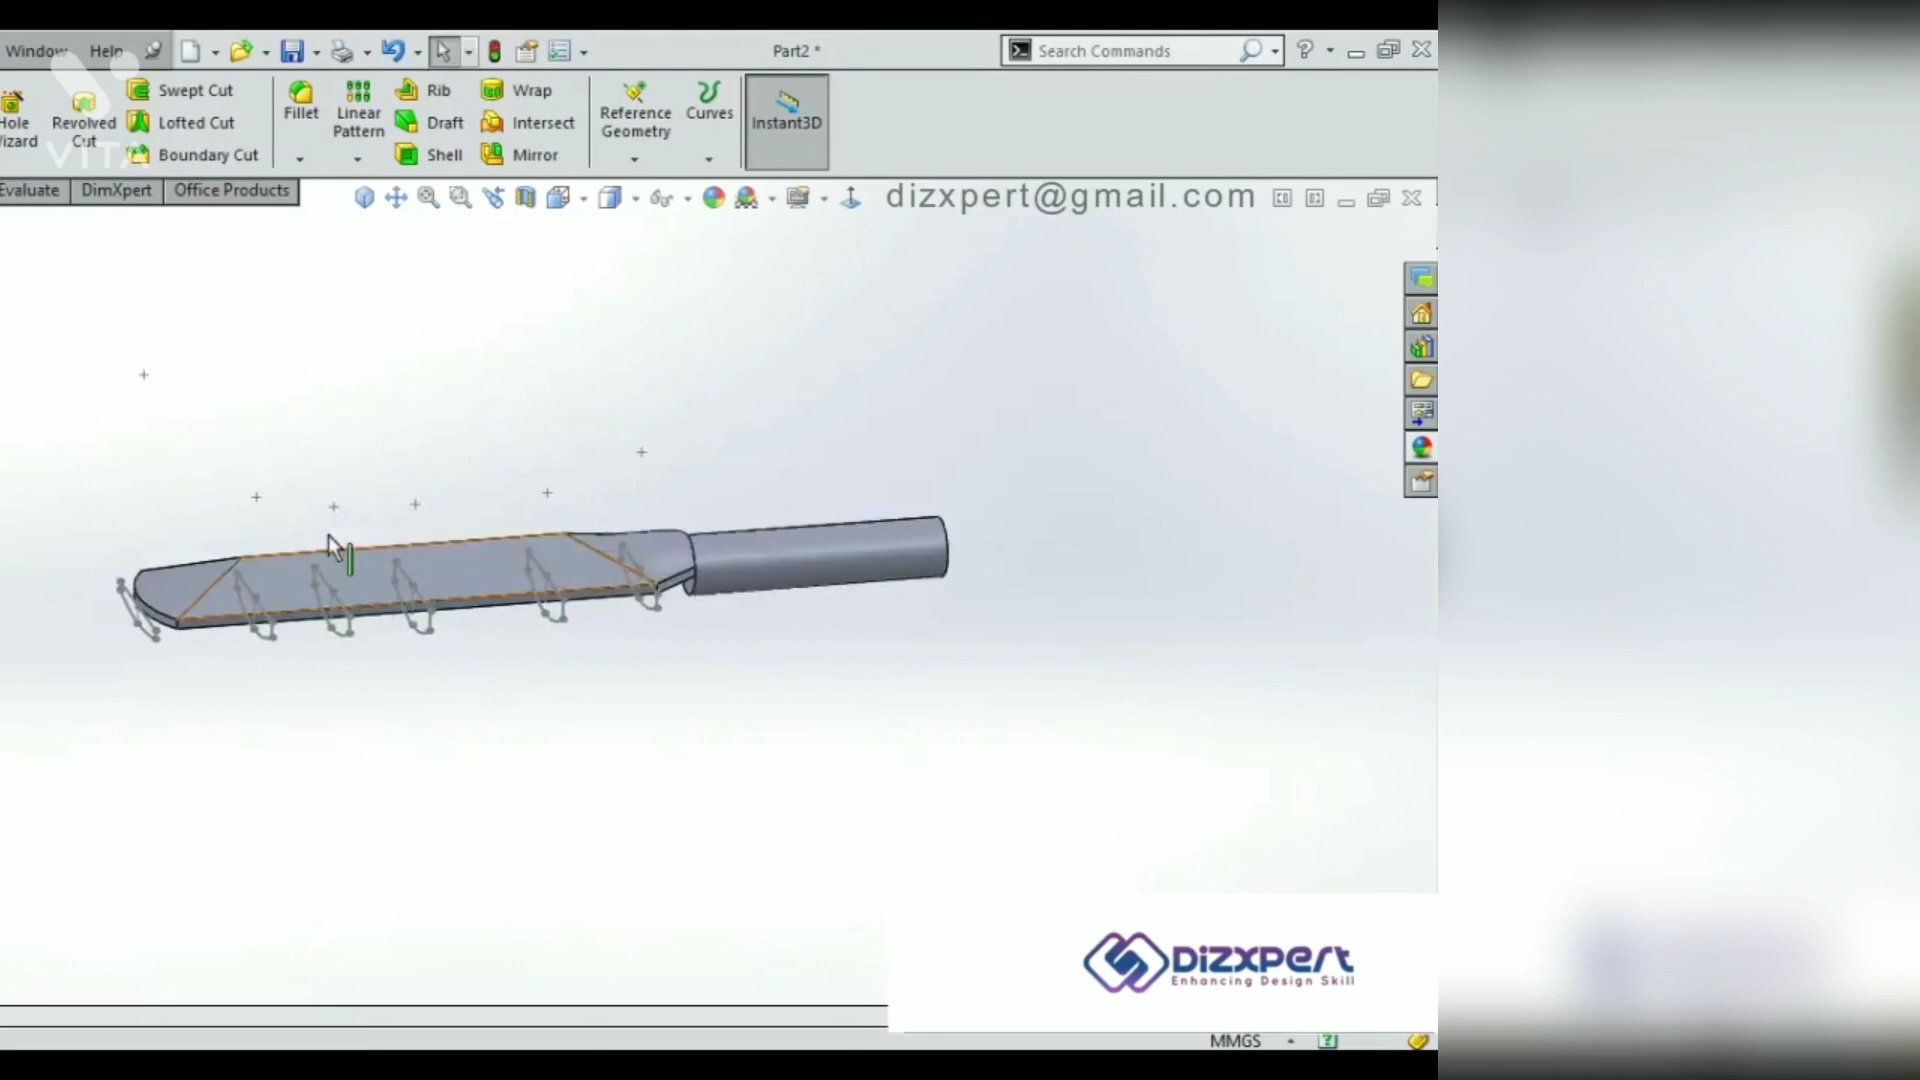 Window Help Part2 * Search Commands
Hole
Wizard
Revolved
Cut
Swept Cut
Lofted Cut
Boundary Cut
Fillet
Linear
Pattern
Rib
Draft
Shell
Wrap
Intersect
Mirror
Reference
Geometry
Curves
Instant3D
VITA
Evaluate DimXpert Office Products
dizxpert@gmail.com
DizXpert
Enhancing Design Skill
MMGS